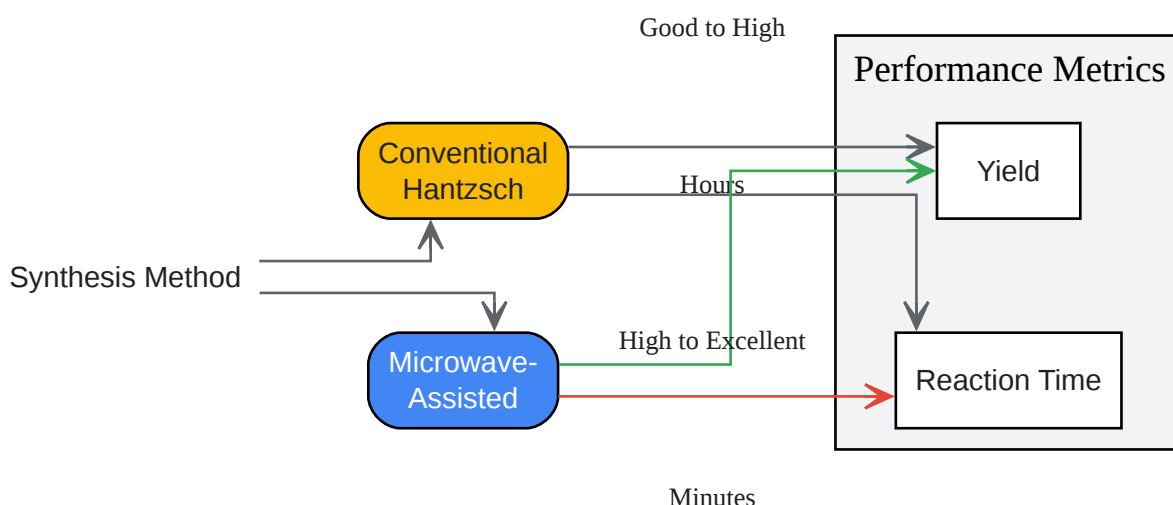 Good to High
Performance Metrics
Conventional
Hantzsch
Yield
Hours
Synthesis Method
High to Excellent
Microwave-
Assisted
Reaction Time
Minutes